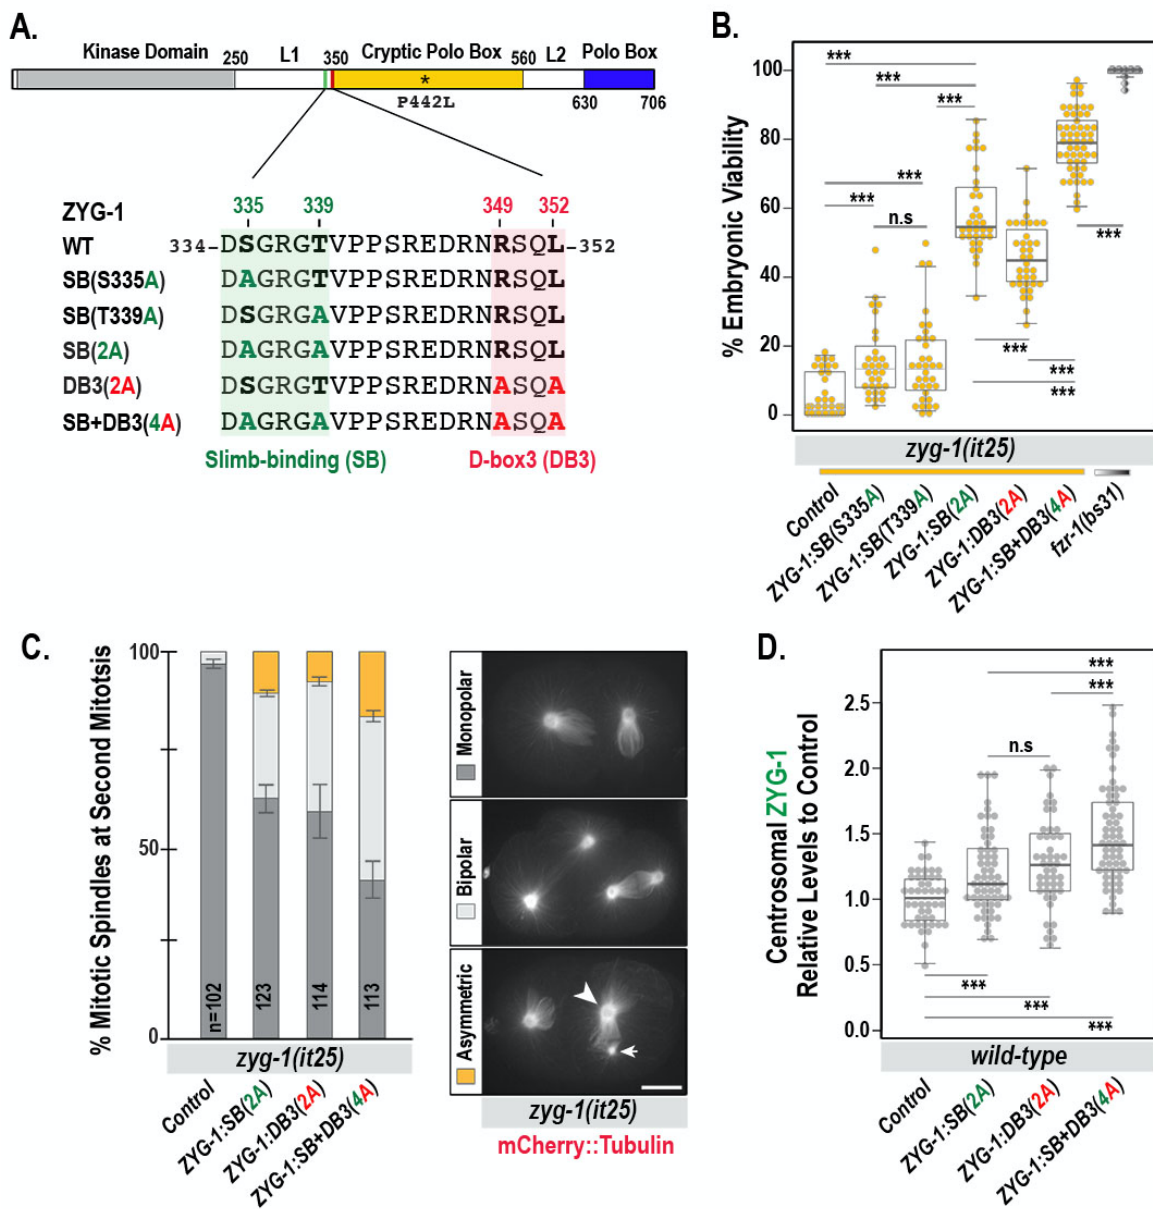 A.
Kinase Domain 250 L1 350 Cryptic Polo Box 560 L2 Polo Box
*
P442L 630 706
ZYG-1 335 339 349 352
WT 334-DSGRGTVPPSREDRNRSQL-352
SB(S335A) DAGRGTVPPSREDRNRSQL
SB(T339A) DSGRGAVPPSREDRNRSQL
SB(2A) DAGRGAVPPSREDRNRSQL
DB3(2A) DSGRGTVPPSREDRNASQA
SB+DB3(4A) DAGRGAVPPSREDRNASQA
Slimb-binding (SB) D-box3 (DB3)
B.
% Embryonic Viability
100
80
60
40
20
0
***
***
***
***
***
n.s
***
***
***
***
zyg-1(it25)
Control
ZYG-1:SB(S335A)
ZYG-1:SB(T339A)
ZYG-1:SB(2A)
ZYG-1:DB3(2A)
ZYG-1:SB+DB3(4A)
fzr-1(bs31)
C.
% Mitotic Spindles at Second Mitotsis
100
50
0
n=102
123
114
113
zyg-1(it25)
Control
ZYG-1:SB(2A)
ZYG-1:DB3(2A)
ZYG-1:SB+DB3(4A)
Monopolar
Bipolar
Asymmetric
zyg-1(it25)
mCherry::Tubulin
D.
Centrosomal ZYG-1
Relative Levels to Control
2.5
2.0
1.5
1.0
0.5
0.0
***
***
n.s
***
***
***
wild-type
Control
ZYG-1:SB(2A)
ZYG-1:DB3(2A)
ZYG-1:SB+DB3(4A)